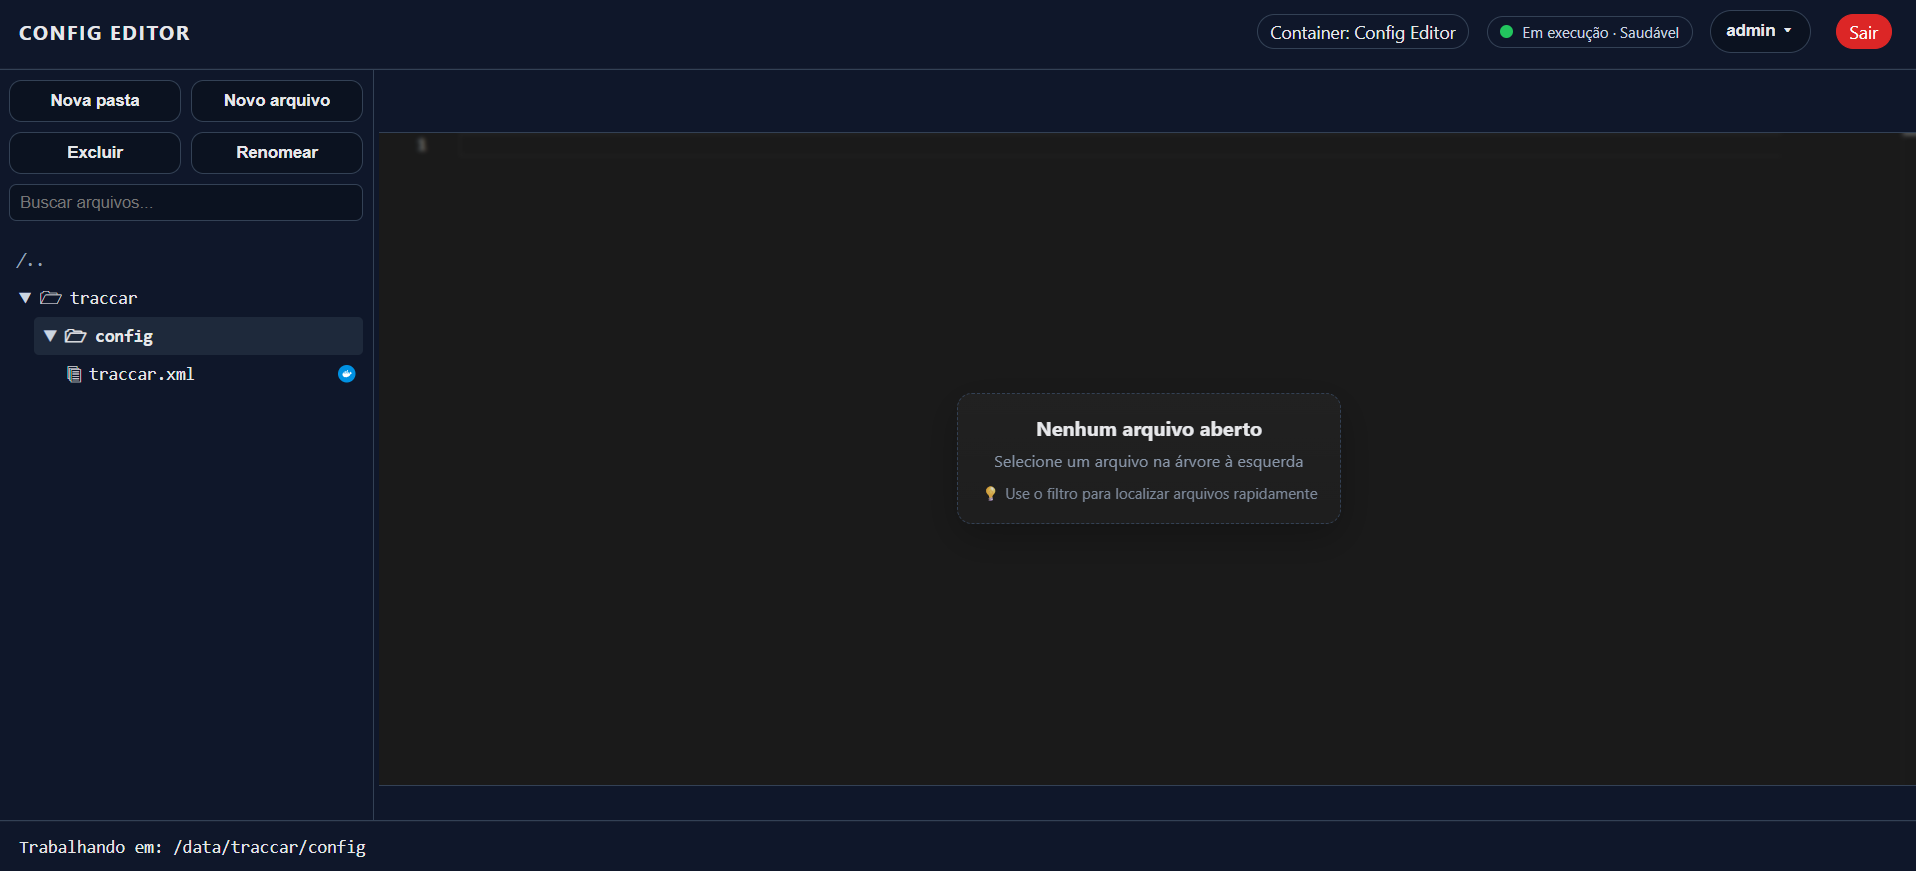 CONFIG EDITOR
Container: Config Editor
Em execução · Saudável
admin
Sair
Nova pasta
Novo arquivo
Excluir
Renomear
Buscar arquivos...
/..
traccar
config
traccar.xml
1
Nenhum arquivo aberto
Selecione um arquivo na árvore à esquerda
Use o filtro para localizar arquivos rapidamente
Trabalhando em: /data/traccar/config